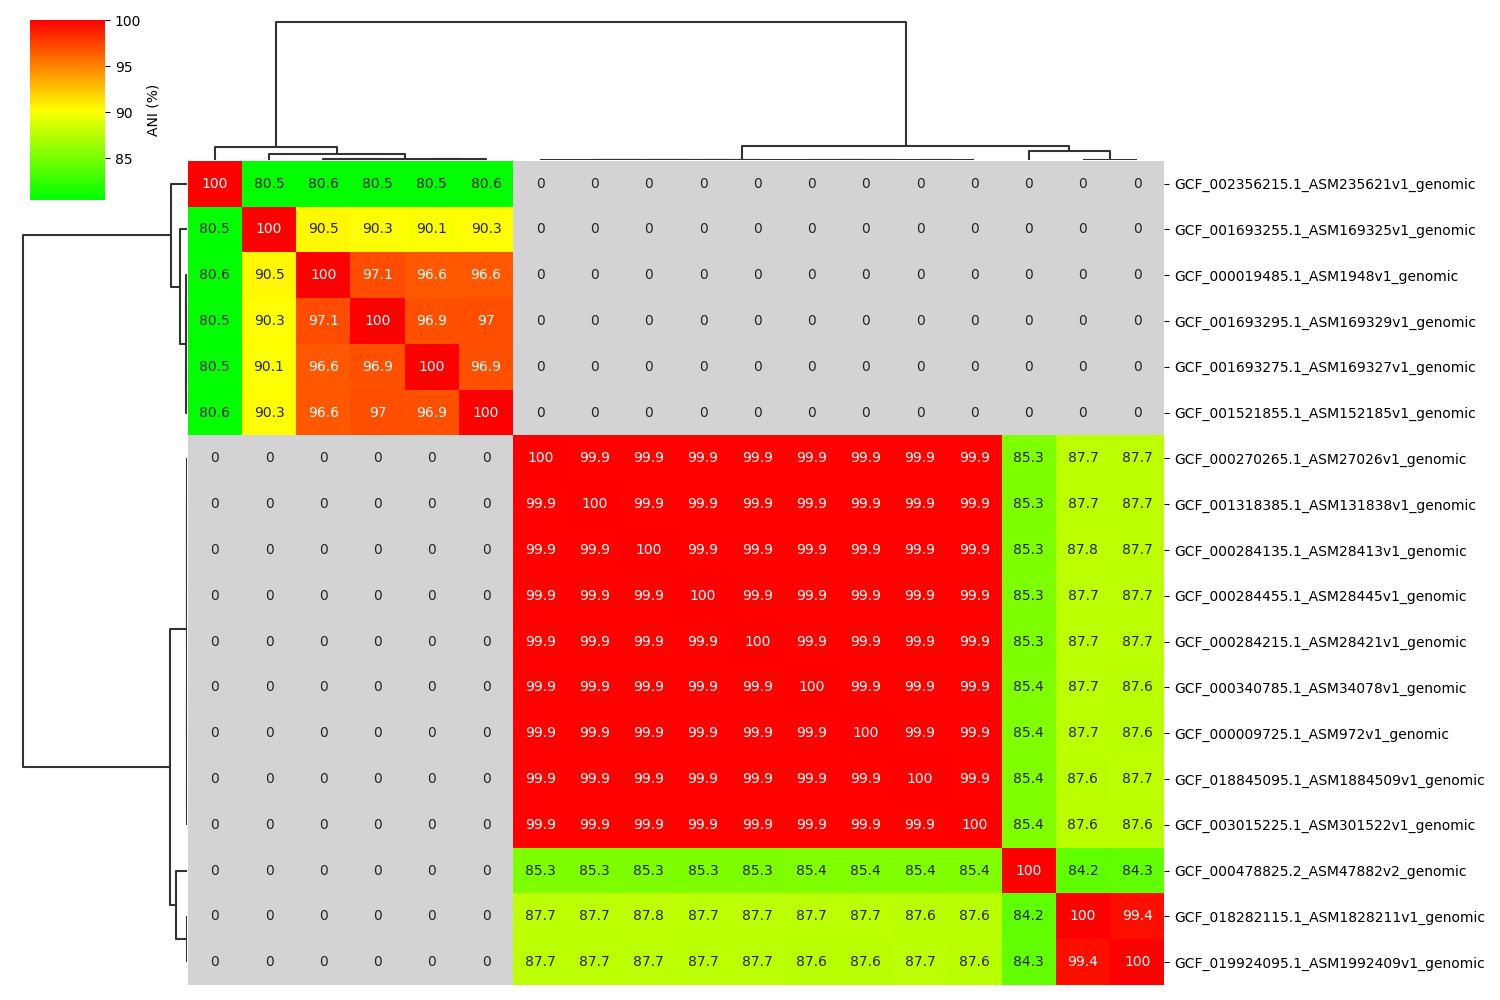 100
95
90
85
ANI (%)
100 80.5 80.6 80.5 80.5 80.6 0 0 0 0 0 0 0 0 0 0 0 0 GCF_002356215.1_ASM235621v1_genomic
80.5 100 90.5 90.3 90.1 90.3 0 0 0 0 0 0 0 0 0 0 0 0 GCF_001693255.1_ASM169325v1_genomic
80.6 90.5 100 97.1 96.6 96.6 0 0 0 0 0 0 0 0 0 0 0 0 GCF_000019485.1_ASM1948v1_genomic
80.5 90.3 97.1 100 96.9 97 0 0 0 0 0 0 0 0 0 0 0 0 GCF_001693295.1_ASM169329v1_genomic
80.5 90.1 96.6 96.9 100 96.9 0 0 0 0 0 0 0 0 0 0 0 0 GCF_001693275.1_ASM169327v1_genomic
80.6 90.3 96.6 97 96.9 100 0 0 0 0 0 0 0 0 0 0 0 0 GCF_001521855.1_ASM152185v1_genomic
0 0 0 0 0 0 100 99.9 99.9 99.9 99.9 99.9 99.9 99.9 99.9 85.3 87.7 87.7 GCF_000270265.1_ASM27026v1_genomic
0 0 0 0 0 0 99.9 100 99.9 99.9 99.9 99.9 99.9 99.9 99.9 85.3 87.7 87.7 GCF_001318385.1_ASM131838v1_genomic
0 0 0 0 0 0 99.9 99.9 100 99.9 99.9 99.9 99.9 99.9 99.9 85.3 87.8 87.7 GCF_000284135.1_ASM28413v1_genomic
0 0 0 0 0 0 99.9 99.9 99.9 100 99.9 99.9 99.9 99.9 99.9 85.3 87.7 87.7 GCF_000284455.1_ASM28445v1_genomic
0 0 0 0 0 0 99.9 99.9 99.9 99.9 100 99.9 99.9 99.9 99.9 85.3 87.7 87.7 GCF_000284215.1_ASM28421v1_genomic
0 0 0 0 0 0 99.9 99.9 99.9 99.9 99.9 100 99.9 99.9 99.9 85.4 87.7 87.6 GCF_000340785.1_ASM34078v1_genomic
0 0 0 0 0 0 99.9 99.9 99.9 99.9 99.9 99.9 100 99.9 99.9 85.4 87.7 87.6 GCF_000009725.1_ASM972v1_genomic
0 0 0 0 0 0 99.9 99.9 99.9 99.9 99.9 99.9 99.9 100 99.9 85.4 87.6 87.7 GCF_018845095.1_ASM1884509v1_genomic
0 0 0 0 0 0 99.9 99.9 99.9 99.9 99.9 99.9 99.9 99.9 100 85.4 87.6 87.6 GCF_003015225.1_ASM301522v1_genomic
0 0 0 0 0 0 85.3 85.3 85.3 85.3 85.3 85.4 85.4 85.4 85.4 100 84.2 84.3 GCF_000478825.2_ASM47882v2_genomic
0 0 0 0 0 0 87.7 87.7 87.8 87.7 87.7 87.7 87.7 87.6 87.6 84.2 100 99.4 GCF_018282115.1_ASM1828211v1_genomic
0 0 0 0 0 0 87.7 87.7 87.7 87.7 87.7 87.6 87.6 87.7 87.6 84.3 99.4 100 GCF_019924095.1_ASM1992409v1_genomic